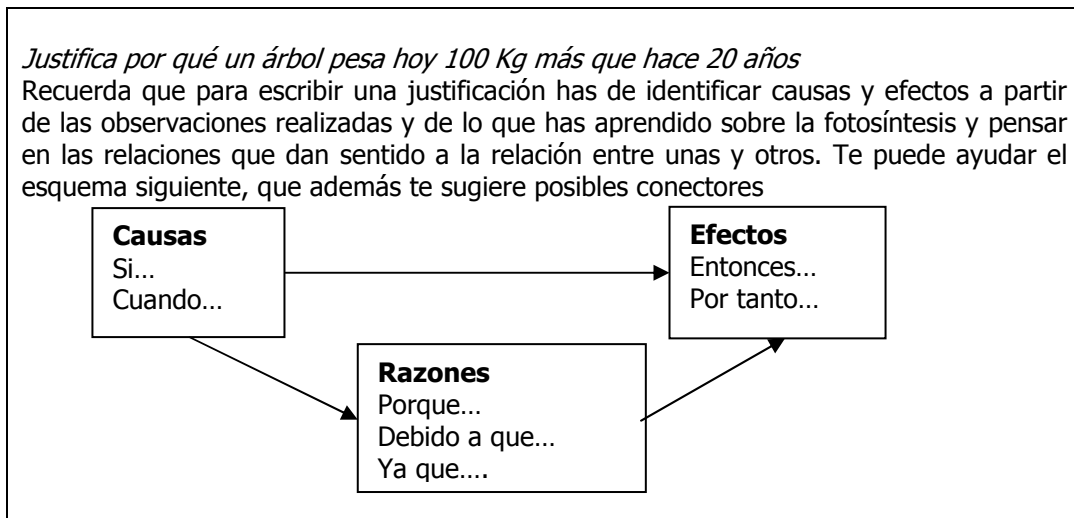 Justifica por qué un árbol pesa hoy 100 Kg más que hace 20 años
Recuerda que para escribir una justificación has de identificar causas y efectos a partir
de las observaciones realizadas y de lo que has aprendido sobre la fotosíntesis y pensar
en las relaciones que dan sentido a la relación entre unas y otros. Te puede ayudar el
esquema siguiente, que además te sugiere posibles conectores
Causas
Si...
Cuando...
Efectos
Entonces...
Por tanto...
Razones
Porque...
Debido a que...
Ya que....